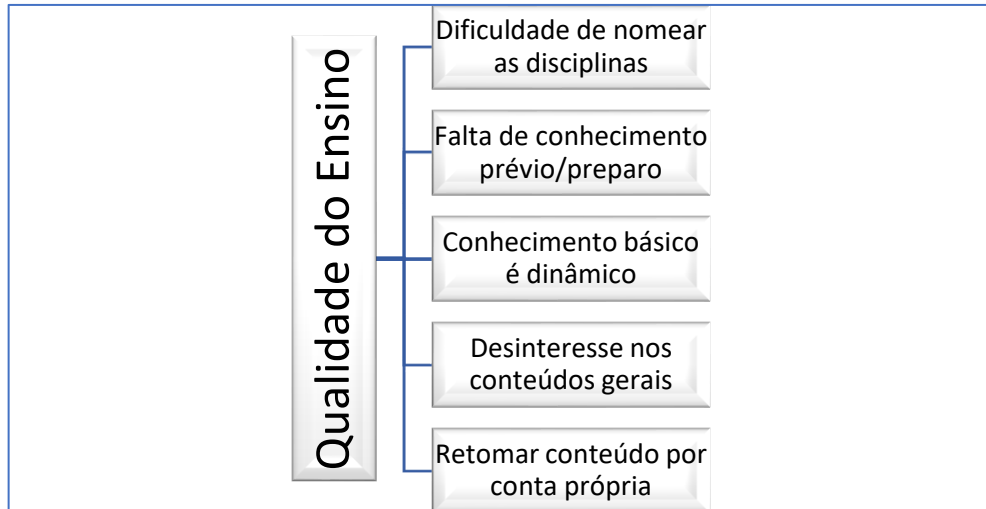 Qualidade do Ensino
Dificuldade de nomear
as disciplinas
Falta de conhecimento
prévio/preparo
Conhecimento básico
é dinâmico
Desinteresse nos
conteúdos gerais
Retomar conteúdo por
conta própria